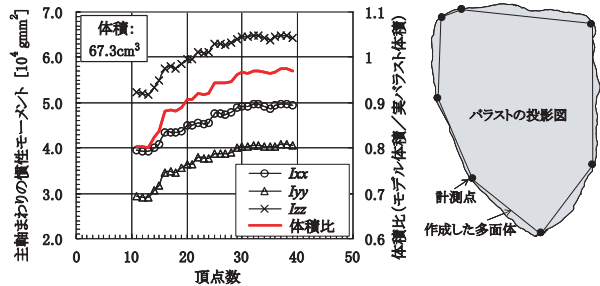 主軸まわりの慣性モーメント [10⁴ gmm²]
7.0
6.0
5.0
4.0
3.0
2.0
体積:
67.3cm³
Ixx
Iyy
Izz
体積比
0
10
20
30
40
50
頂点数
1.1
1
0.9
0.8
0.7
0.6
体積比(モデル体積/実バラスト体積)
バラストの投影図
計測点
作成した多面体